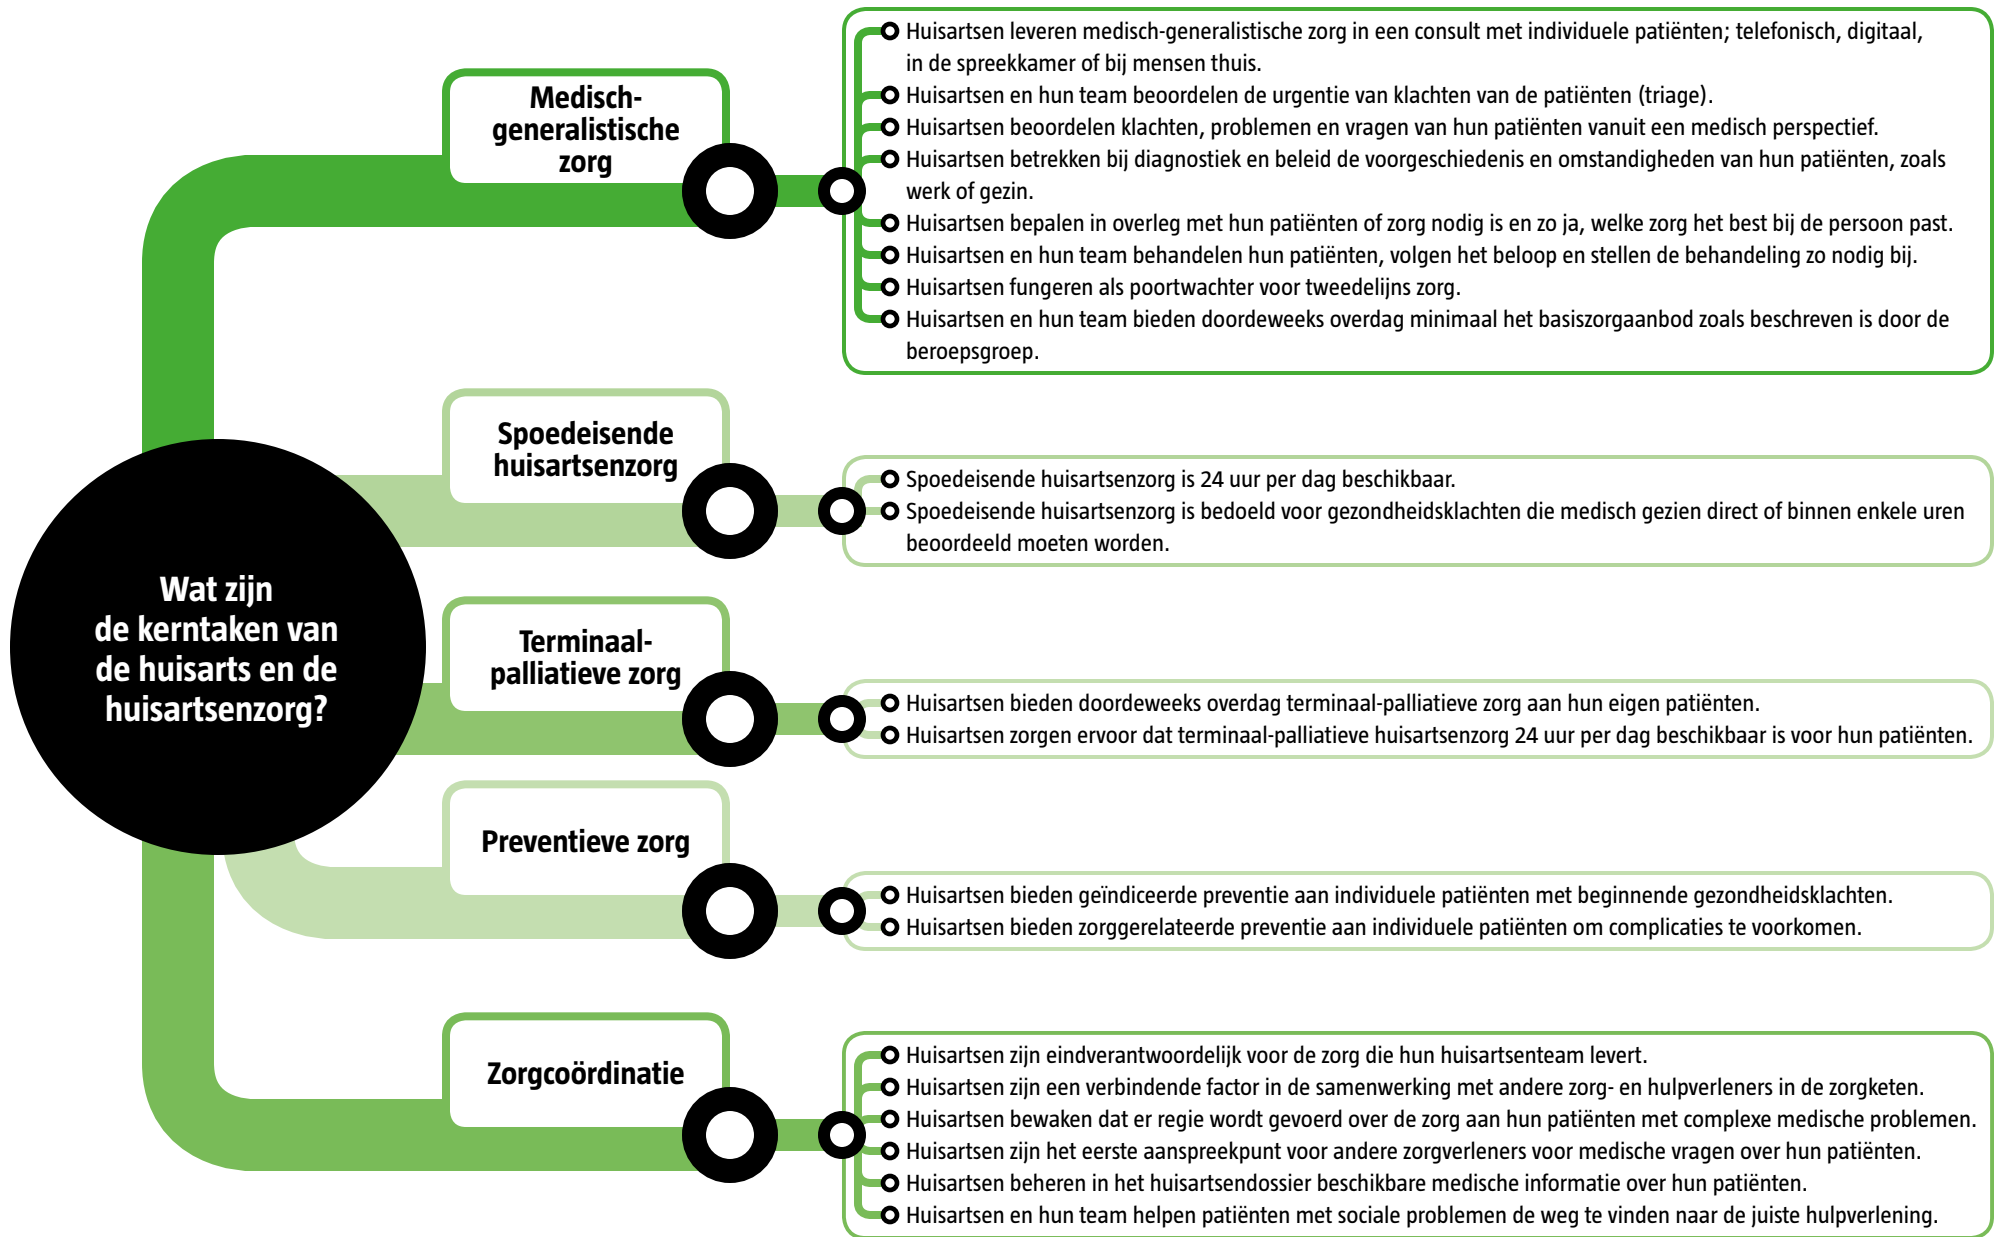 Wat zijn
de kerntaken van
de huisarts en de
huisartsenzorg?
Medisch-
generalistische
zorg
Huisartsen leveren medisch-generalistische zorg in een consult met individuele patiënten; telefonisch, digitaal,
in de spreekkamer of bij mensen thuis.
Huisartsen en hun team beoordelen de urgentie van klachten van de patiënten (triage).
Huisartsen beoordelen klachten, problemen en vragen van hun patiënten vanuit een medisch perspectief.
Huisartsen betrekken bij diagnostiek en beleid de voorgeschiedenis en omstandigheden van hun patiënten, zoals
werk of gezin.
Huisartsen bepalen in overleg met hun patiënten of zorg nodig is en zo ja, welke zorg het best bij de persoon past.
Huisartsen en hun team behandelen hun patiënten, volgen het beloop en stellen de behandeling zo nodig bij.
Huisartsen fungeren als poortwachter voor tweedelijns zorg.
Huisartsen en hun team bieden doordeweeks overdag minimaal het basiszorgaanbod zoals beschreven is door de
beroepsgroep.
Spoedeisende
huisartsenzorg
Spoedeisende huisartsenzorg is 24 uur per dag beschikbaar.
Spoedeisende huisartsenzorg is bedoeld voor gezondheidsklachten die medisch gezien direct of binnen enkele uren
beoordeeld moeten worden.
Terminaal-
palliatieve zorg
Huisartsen bieden doordeweeks overdag terminaal-palliatieve zorg aan hun eigen patiënten.
Huisartsen zorgen ervoor dat terminaal-palliatieve huisartsenzorg 24 uur per dag beschikbaar is voor hun patiënten.
Preventieve zorg
Huisartsen bieden geïndiceerde preventie aan individuele patiënten met beginnende gezondheidsklachten.
Huisartsen bieden zorggerelateerde preventie aan individuele patiënten om complicaties te voorkomen.
Zorgcoördinatie
Huisartsen zijn eindverantwoordelijk voor de zorg die hun huisartsenteam levert.
Huisartsen zijn een verbindende factor in de samenwerking met andere zorg- en hulpverleners in de zorgketen.
Huisartsen bewaken dat er regie wordt gevoerd over de zorg aan hun patiënten met complexe medische problemen.
Huisartsen zijn het eerste aanspreekpunt voor andere zorgverleners voor medische vragen over hun patiënten.
Huisartsen beheren in het huisartsendossier beschikbare medische informatie over hun patiënten.
Huisartsen en hun team helpen patiënten met sociale problemen de weg te vinden naar de juiste hulpverlening.